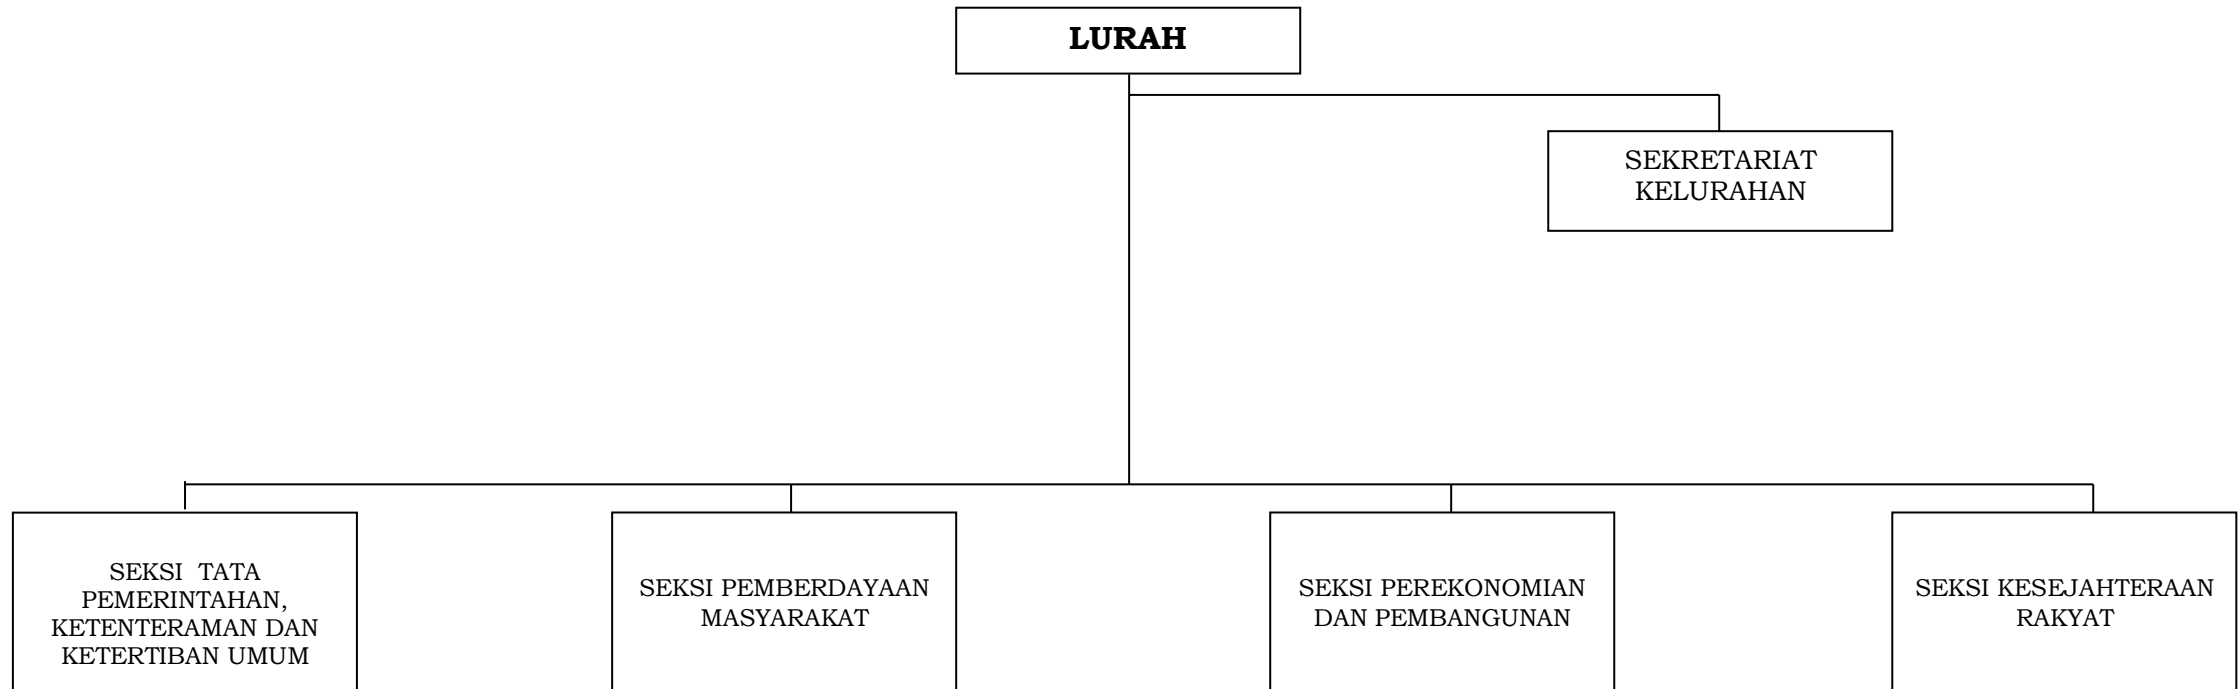 LURAH
SEKRETARIAT
KELURAHAN
SEKSI TATA
PEMERINTAHAN,
KETENTERAMAN DAN
KETERTIBAN UMUM
SEKSI PEMBERDAYAAN
MASYARAKAT
SEKSI PEREKONOMIAN
DAN PEMBANGUNAN
SEKSI KESEJAHTERAAN
RAKYAT